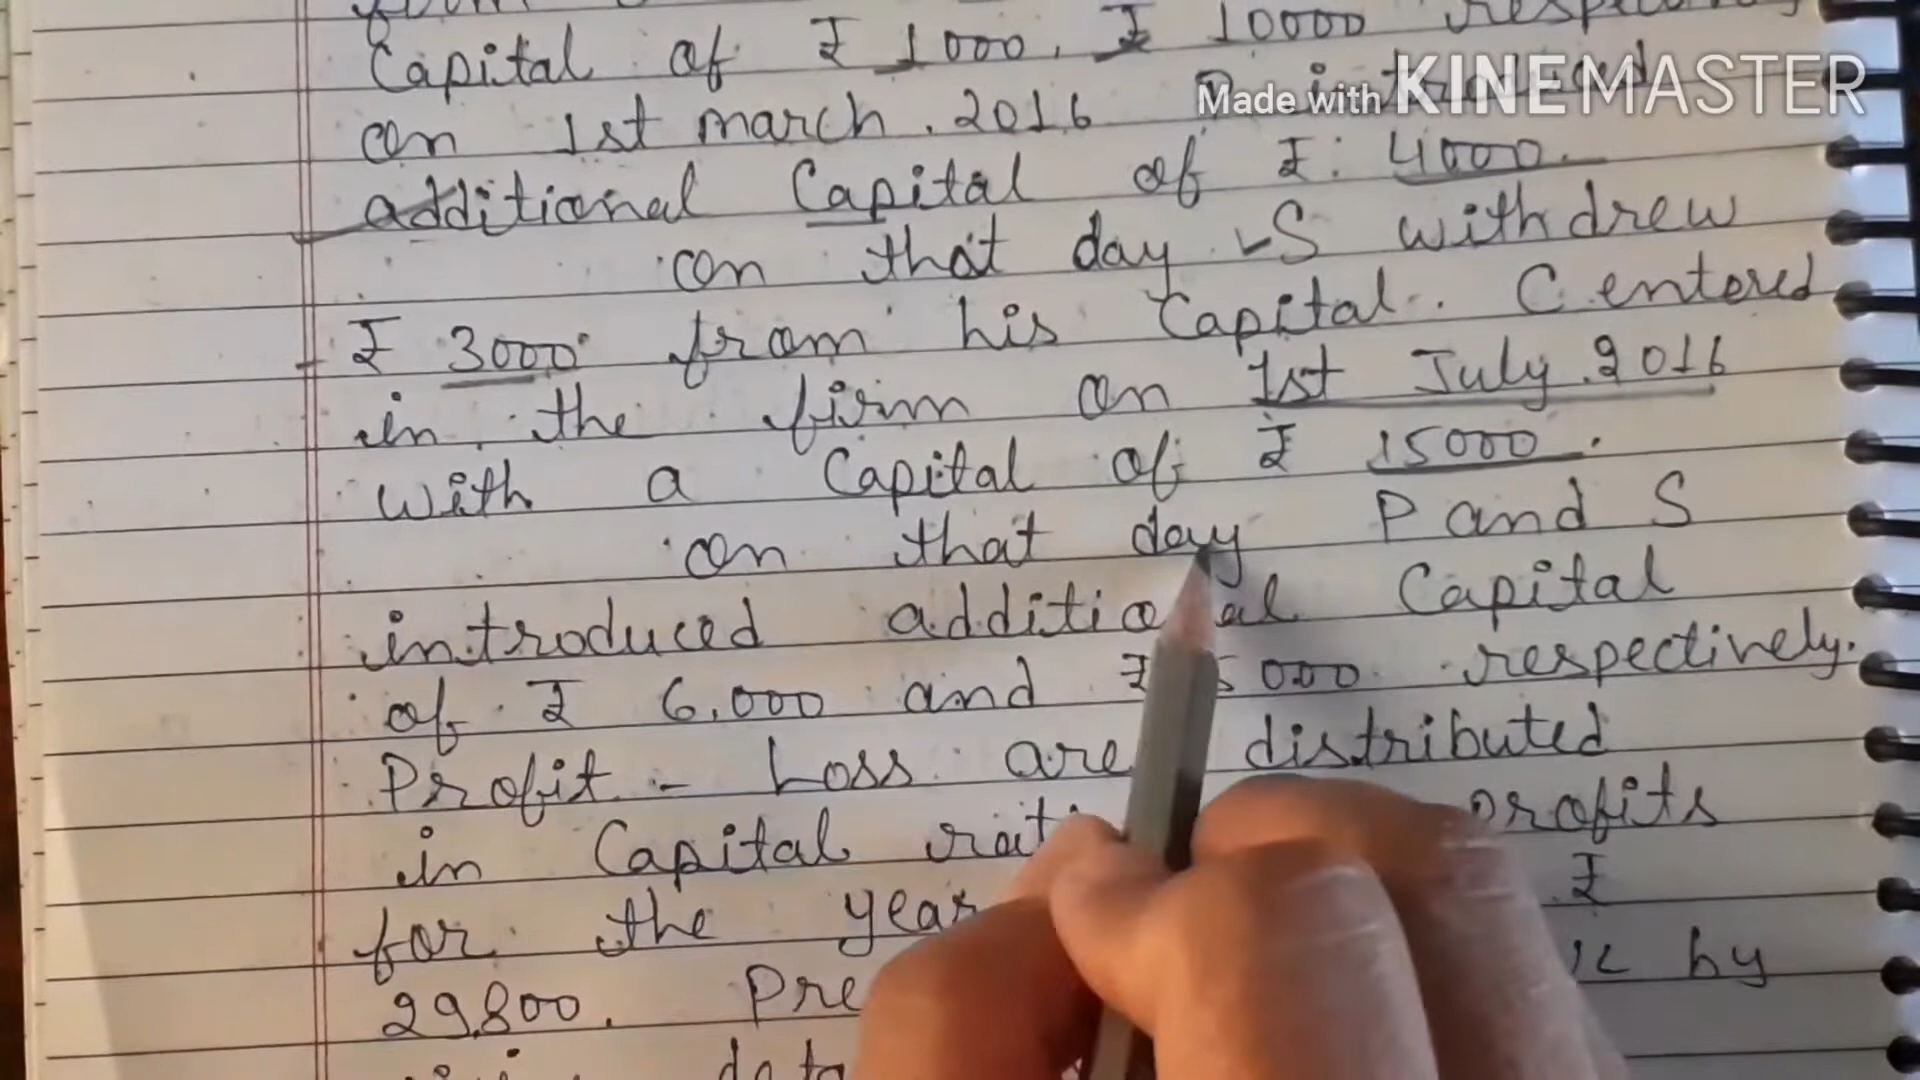 from
Capital of ₹ 1000, ₹ 10000
on 1st march. 2016 P introduced
Made with KINEMASTER
additional Capital of ₹: 4000.
on that day S withdrew
₹ 3000 from his Capital. C entered
in the firm on 1st July. 2016
with a Capital of ₹ 15000.
on that day P and S
introduced additional Capital
of ₹ 6,000 and ₹ 5000 respectively.
Profit - Loss are distributed
in Capital profits
for the year ₹
29,800. by